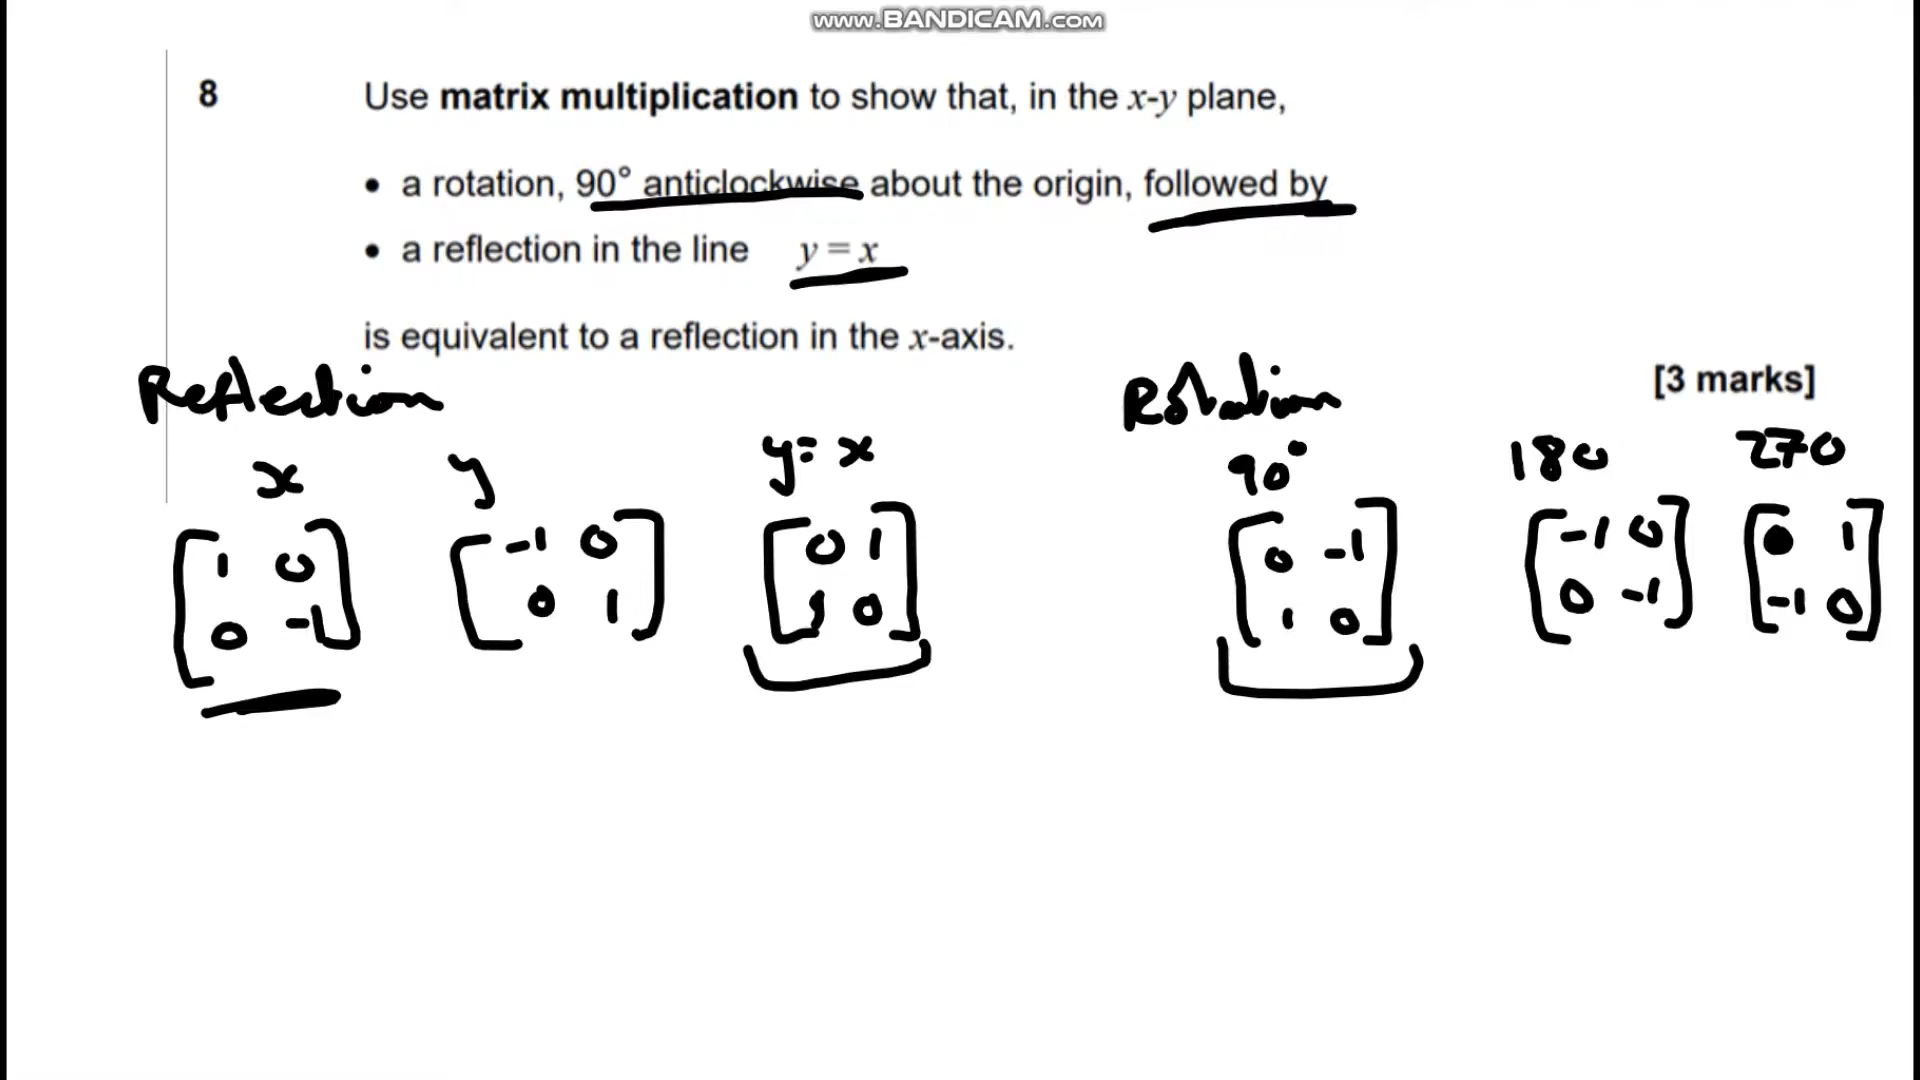 www.BANDICAM.com
8 Use matrix multiplication to show that, in the x-y plane,
• a rotation, 90° anticlockwise about the origin, followed by
• a reflection in the line y = x
is equivalent to a reflection in the x-axis.
[3 marks]
Reflection Rotation
x y y = x 90° 180 270
1 0 -1 0 0 1 0 -1 -1 0 0 1
0 -1 0 1 1 0 1 0 0 -1 -1 0